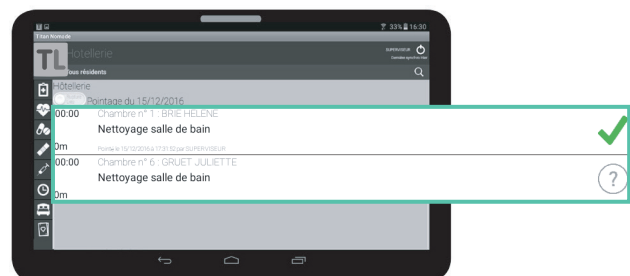 33% 16:30
Titan Nomade
TL
Hotellerie
SUPERVISEUR
Tous résidents
Hôtellerie
Pointage du 15/12/2016
00:00 Chambre n° 1 : BRIE HELENE
Nettoyage salle de bain
0m Pointé le 15/12/2016 à 17:31:52 par SUPERVISEUR
00:00 Chambre n° 6 : GRUET JULIETTE
Nettoyage salle de bain
0m
?